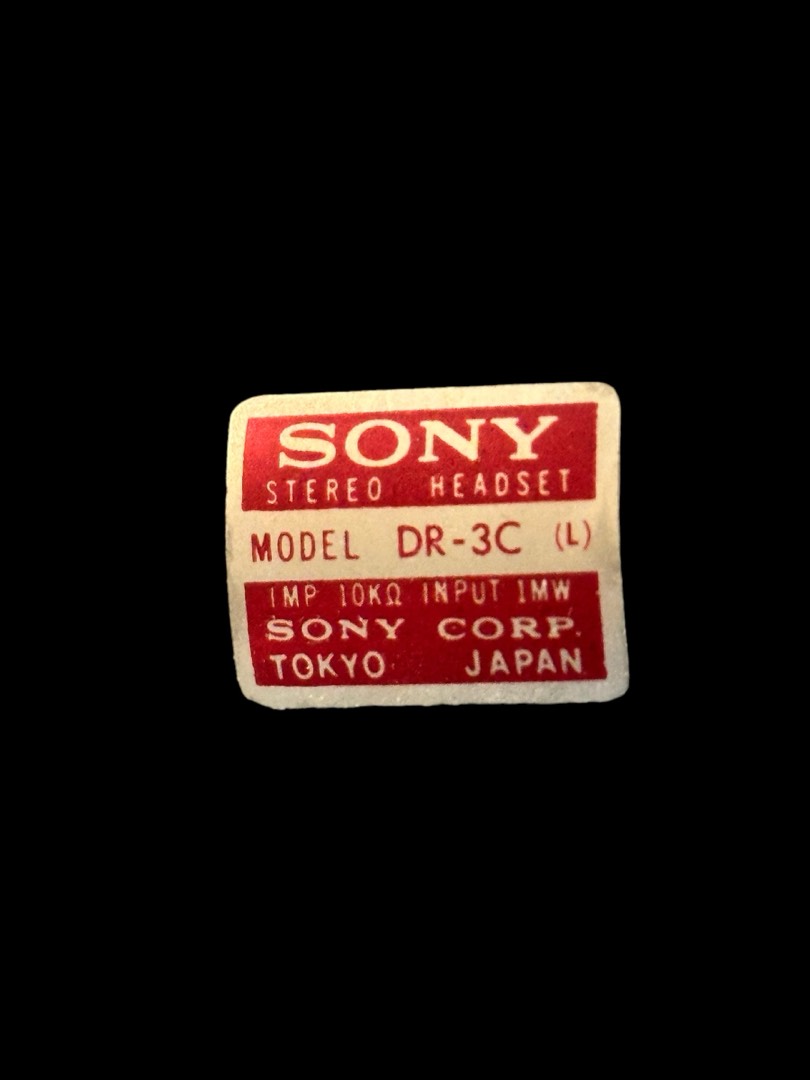 SONY
STEREO HEADSET
MODEL DR-3C (L)
IMP 10KΩ INPUT 1MW
SONY CORP.
TOKYO JAPAN